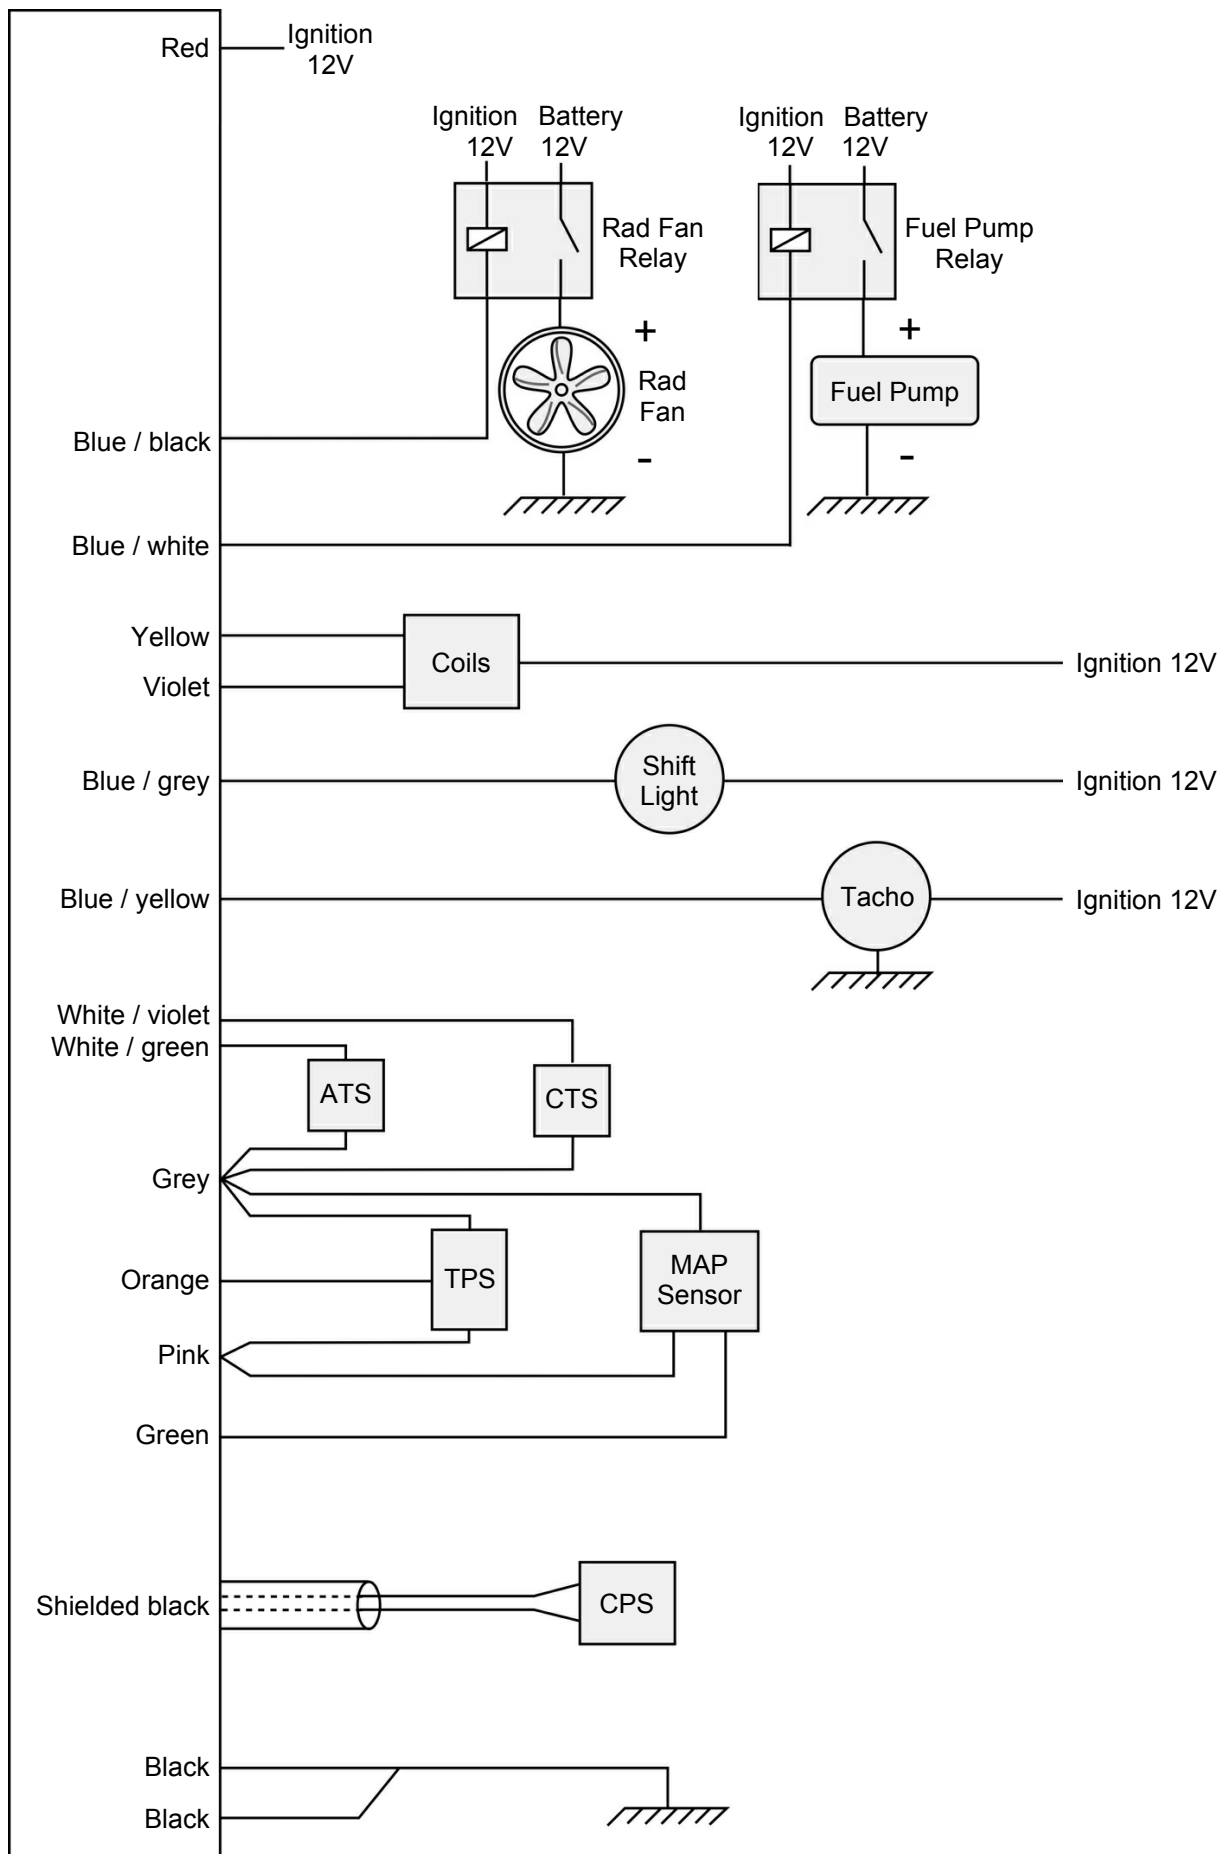 Red
Ignition
12V
Ignition Battery
12V 12V
Ignition Battery
12V 12V
Rad Fan
Relay
Fuel Pump
Relay
+
Rad
Fan
-
+
Fuel Pump
-
Blue / black
Blue / white
Yellow
Violet
Coils
Ignition 12V
Blue / grey
Shift
Light
Ignition 12V
Blue / yellow
Tacho
Ignition 12V
White / violet
White / green
ATS
CTS
Grey
Orange
TPS
MAP
Sensor
Pink
Green
Shielded black
CPS
Black
Black